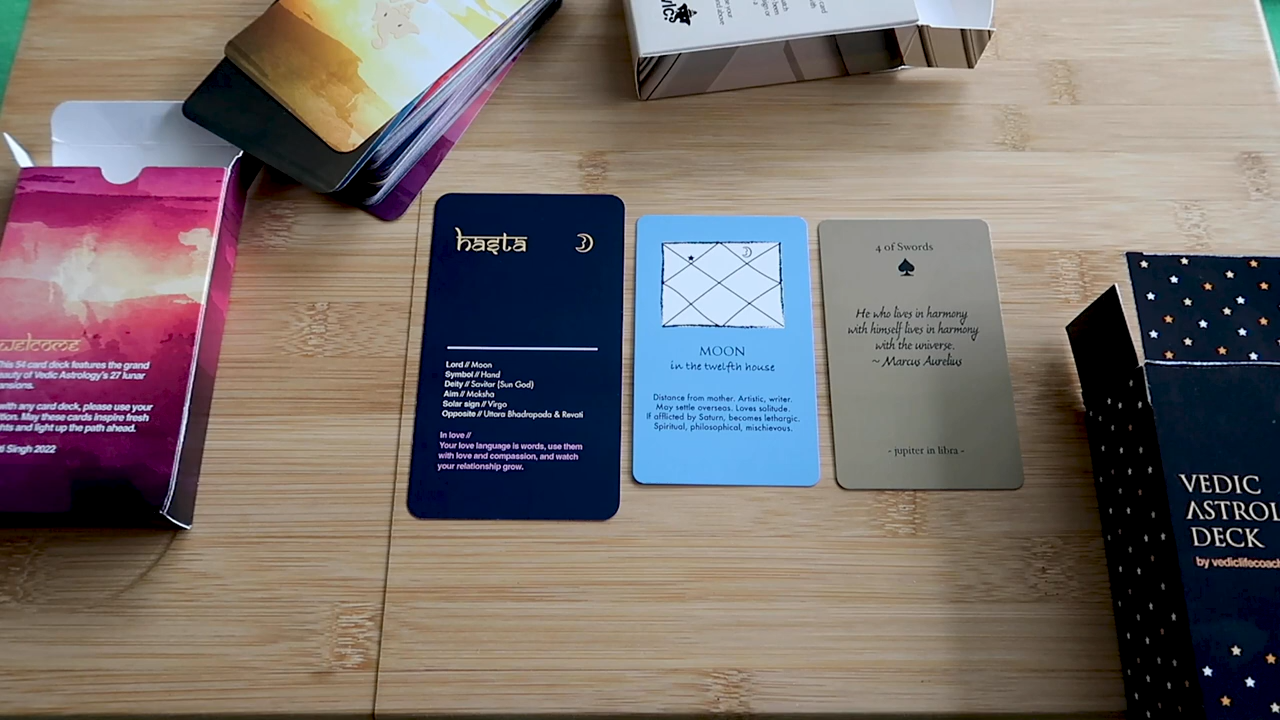 welcome
This 54 card deck features the grand
beauty of Vedic Astrology's 27 lunar
mansions.
with any card deck, please use your
these cards inspire fresh
and light up the path ahead.
Singh 2022
hasta
Lord // Moon
Symbol // Hand
Deity // Savitar (Sun God)
Aim // Moksha
Solar sign // Virgo
Opposite // Uttara Bhadrapada & Revati
In love //
Your love language is words, use them
with love and compassion, and watch
your relationship grow.
MOON
in the twelfth house
Distance from mother. Artistic, writer.
May settle overseas. Loves solitude.
If afflicted by Saturn, becomes lethargic.
Spiritual, philosophical, mischievous.
4 of Swords
He who lives in harmony
with himself lives in harmony
with the universe.
~ Marcus Aurelius
- jupiter in libra -
VEDIC
ASTROL
DECK
by vediclifecoach